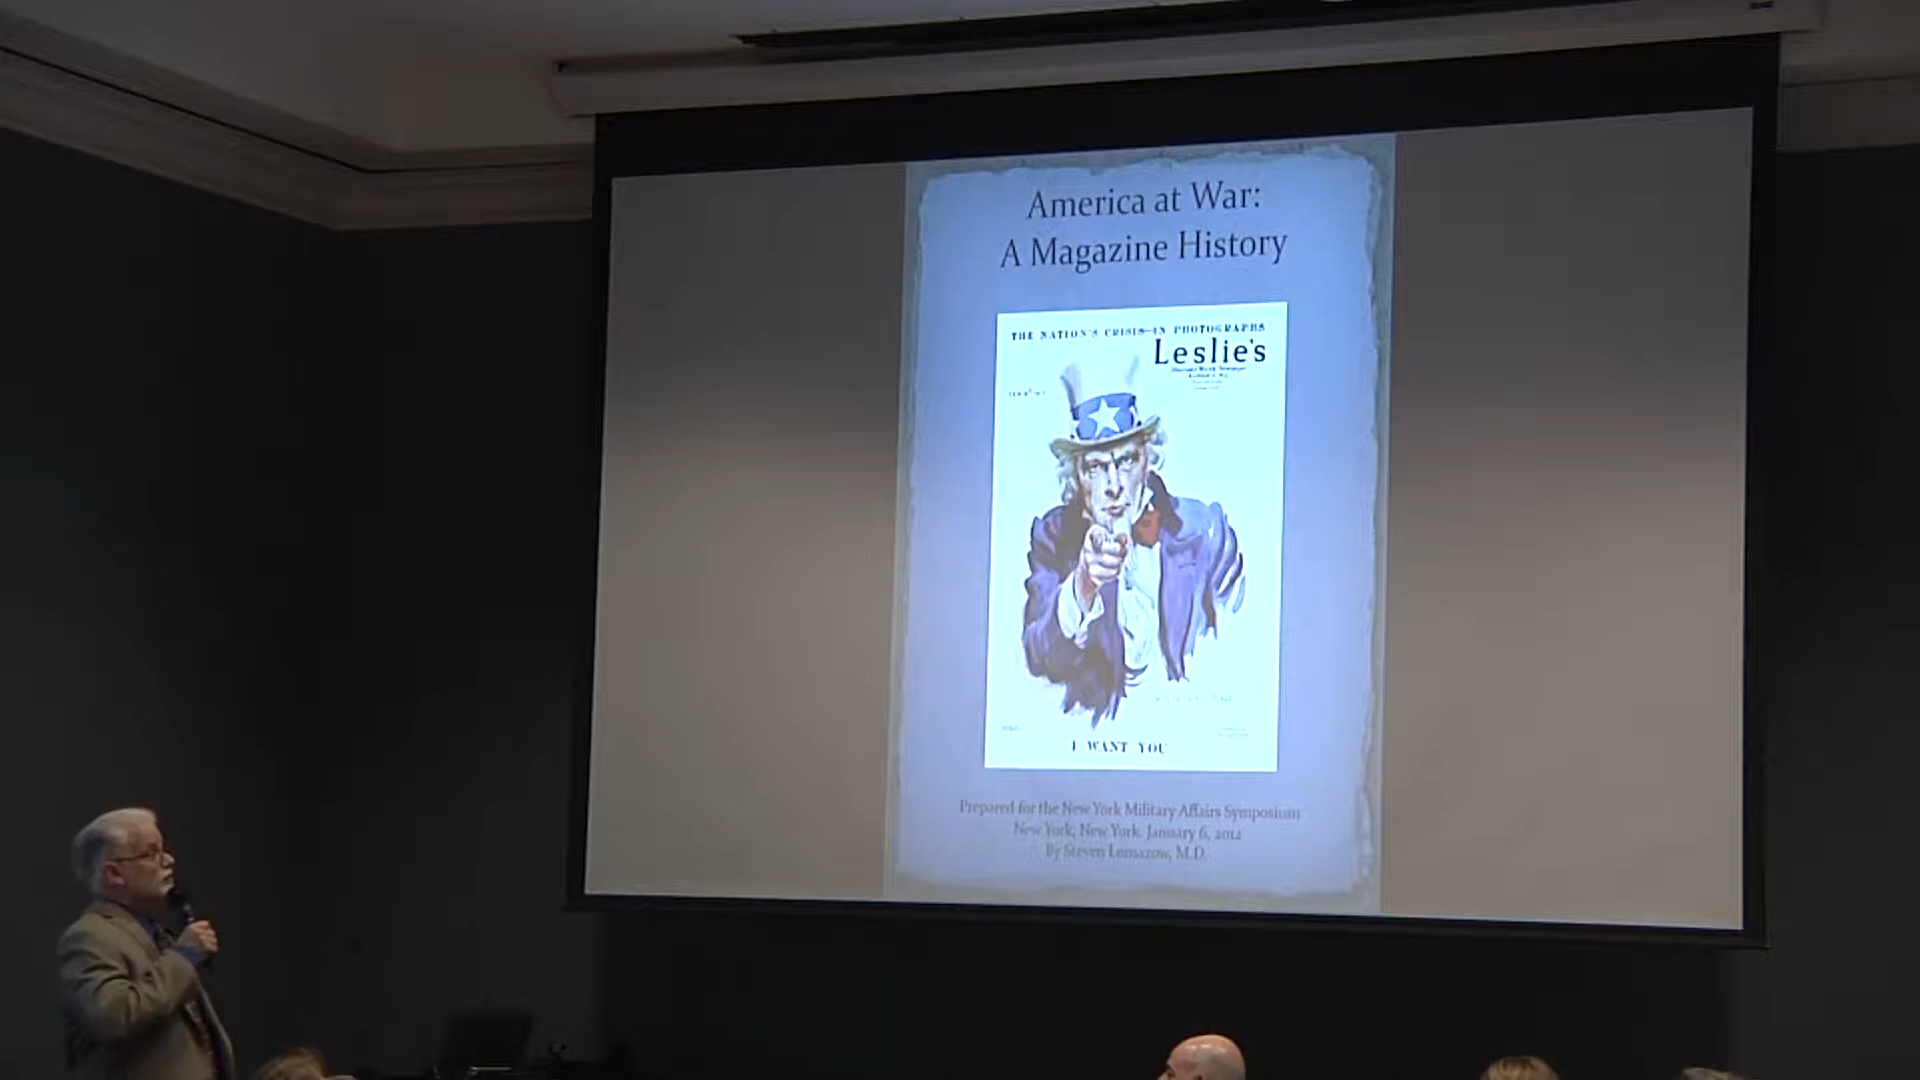 America at War:
A Magazine History
THE NATION'S CRISIS—IN PHOTOGRAPHS
Leslie's
I WANT YOU
Prepared for the New York Military Affairs Symposium
New York, New York. January 6, 2012
By Steven Lomazow, M.D.